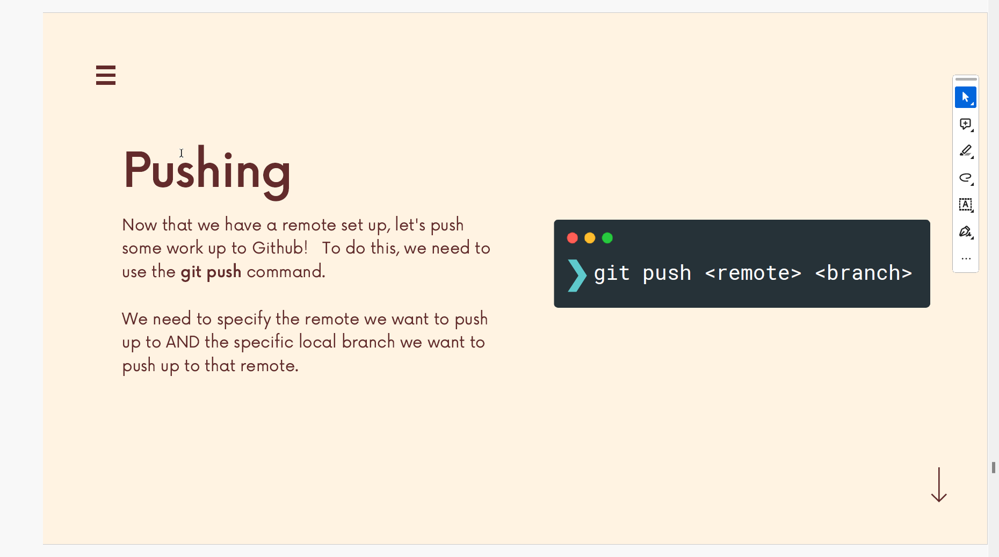 Pushing
Now that we have a remote set up, let's push
some work up to Github!   To do this, we need to
use the git push command.
We need to specify the remote we want to push
up to AND the specific local branch we want to
push up to that remote.
❯ git push <remote> <branch>